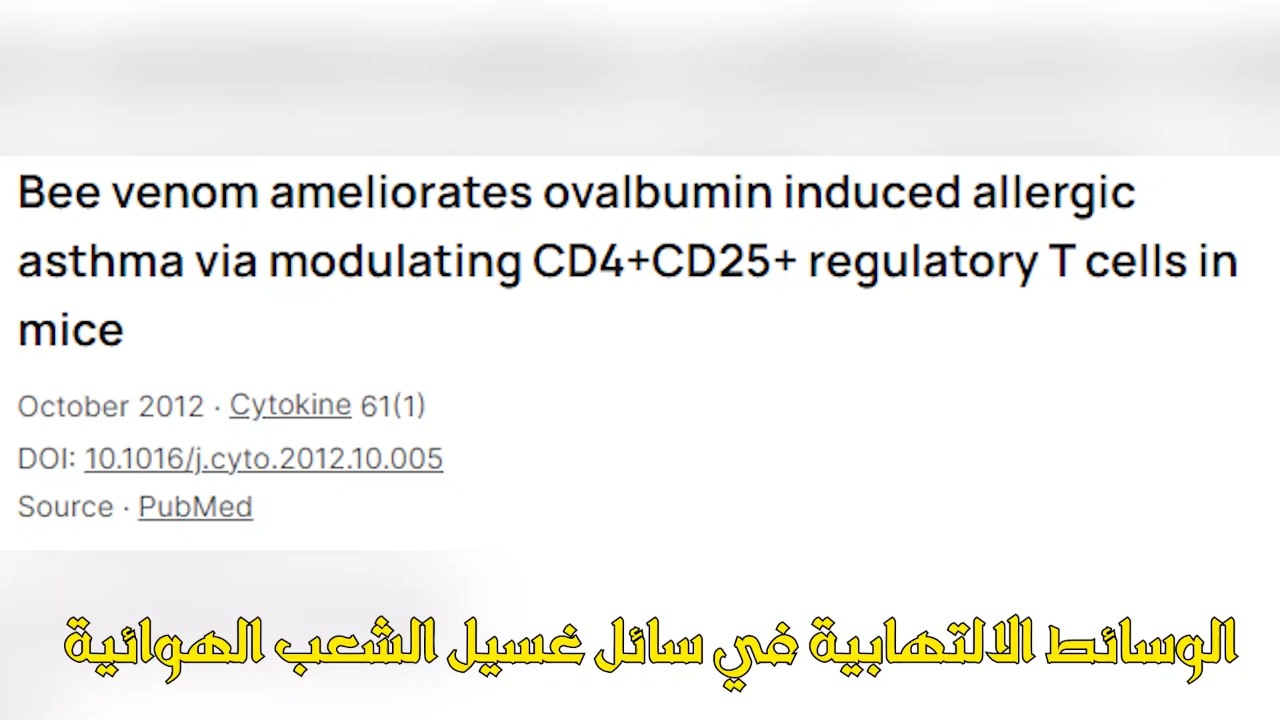 Bee venom ameliorates ovalbumin induced allergic
asthma via modulating CD4+CD25+ regulatory T cells in
mice
October 2012 · Cytokine 61(1)
DOI: 10.1016/j.cyto.2012.10.005
Source · PubMed
الوسائط الالتهابية في سائل غسيل الشعب الهوائية